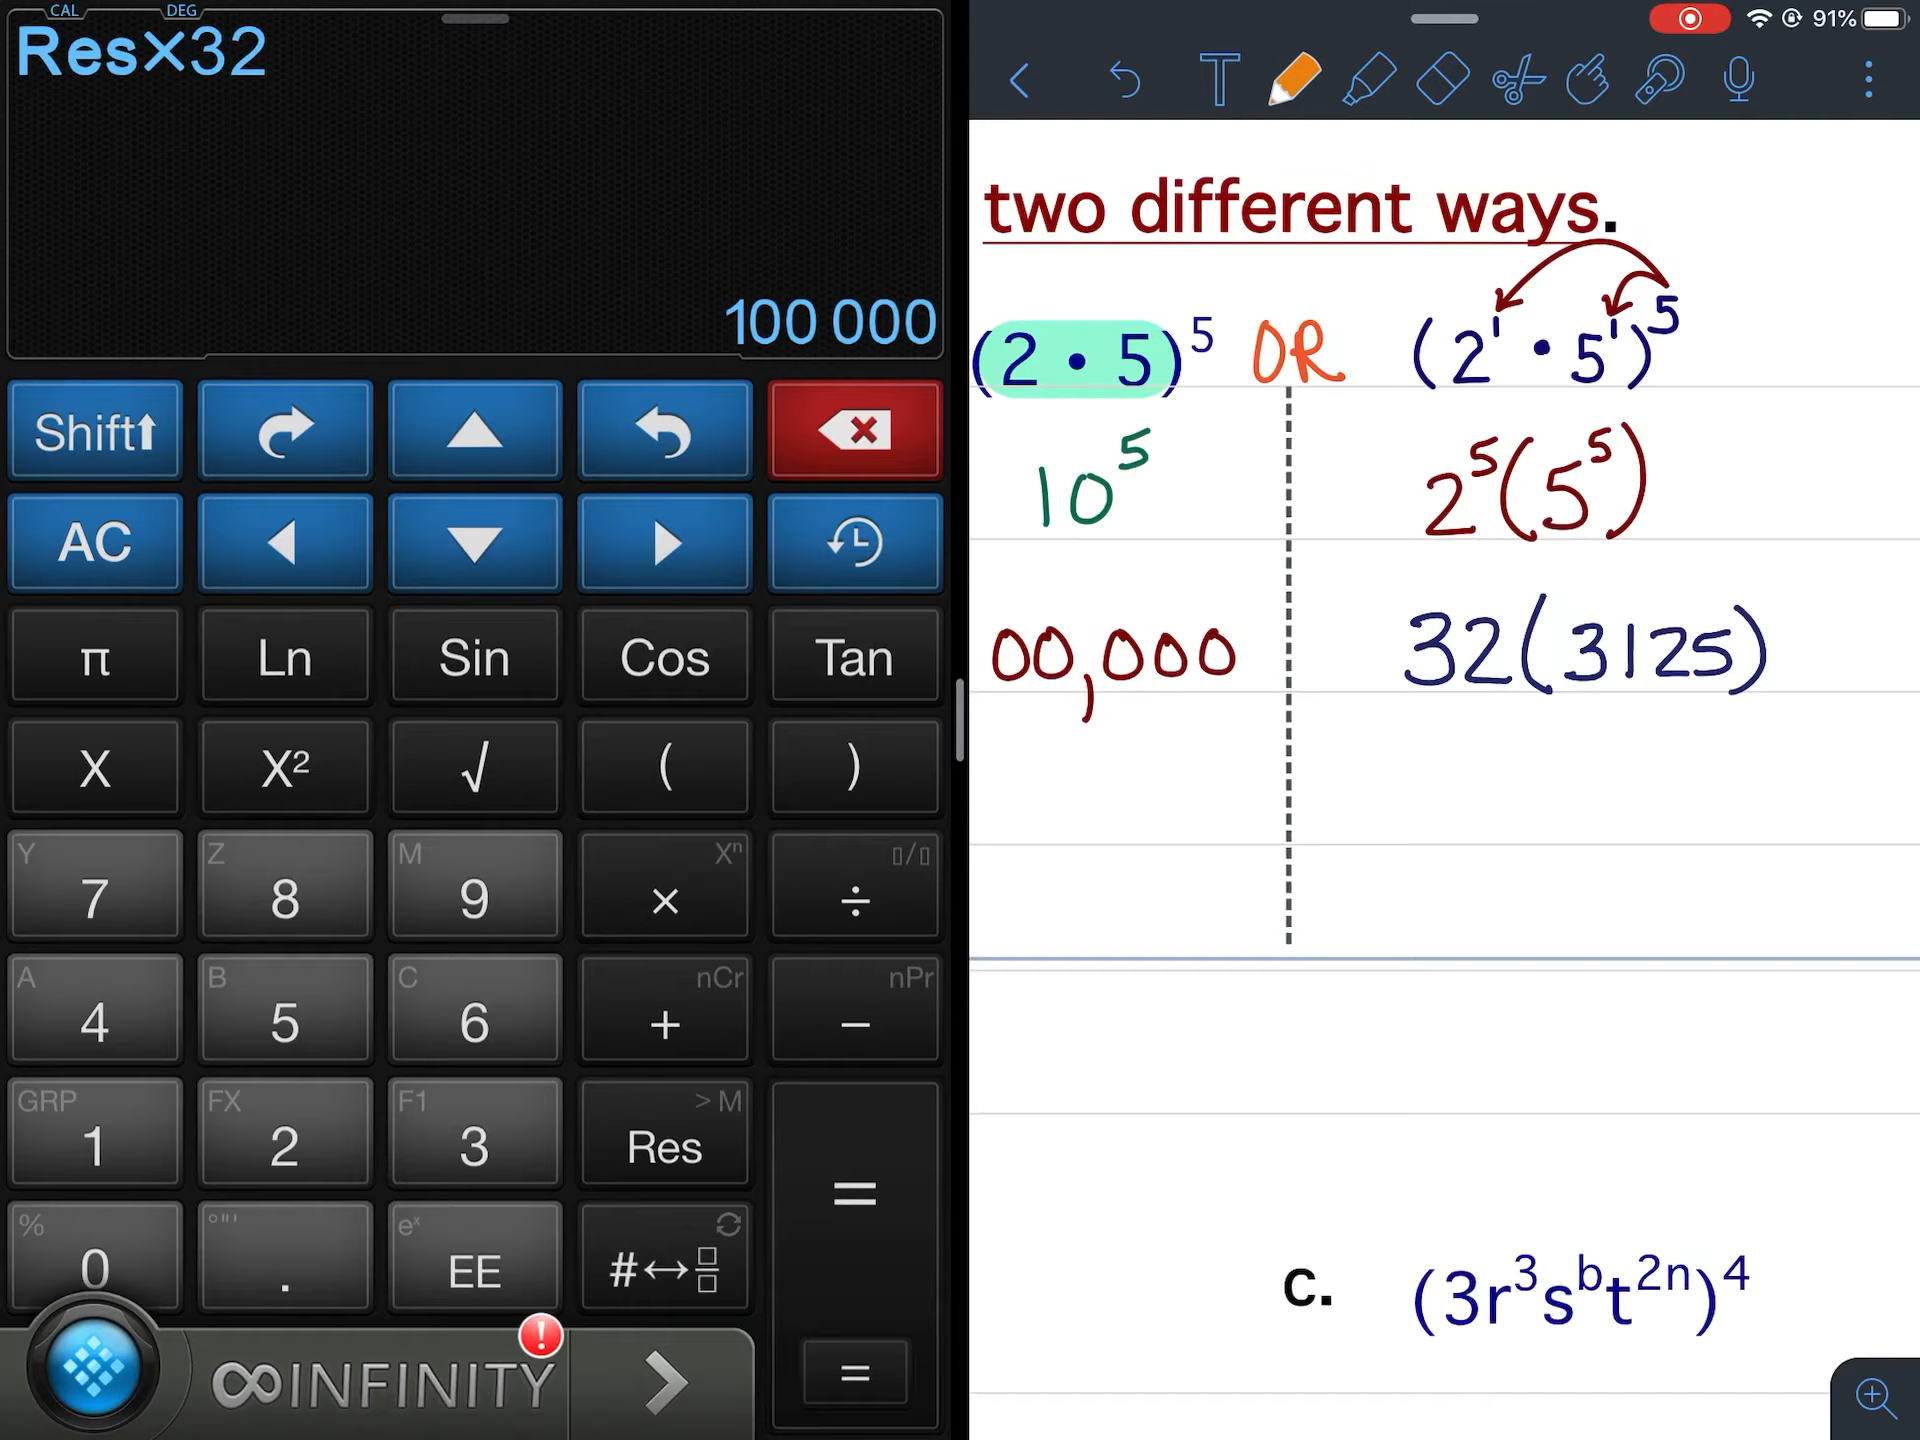 CAL DEG
Res×32
100 000
Shift⬆
AC
π Ln Sin Cos Tan
X X² √ ( )
Y 7 Z 8 M 9 Xⁿ × ▯/▯ ÷
A 4 B 5 C 6 nCr + nPr −
GRP 1 FX 2 F1 3 > M Res =
% 0 °"' . eˣ EE #↔▯/▯
! ∞INFINITY > =
91%
T
two different ways.
(2 • 5)⁵ OR (2¹ • 5¹)⁵
10⁵ 2⁵(5⁵)
00,000 32(3125)
c. (3r³sᵇt²ⁿ)⁴